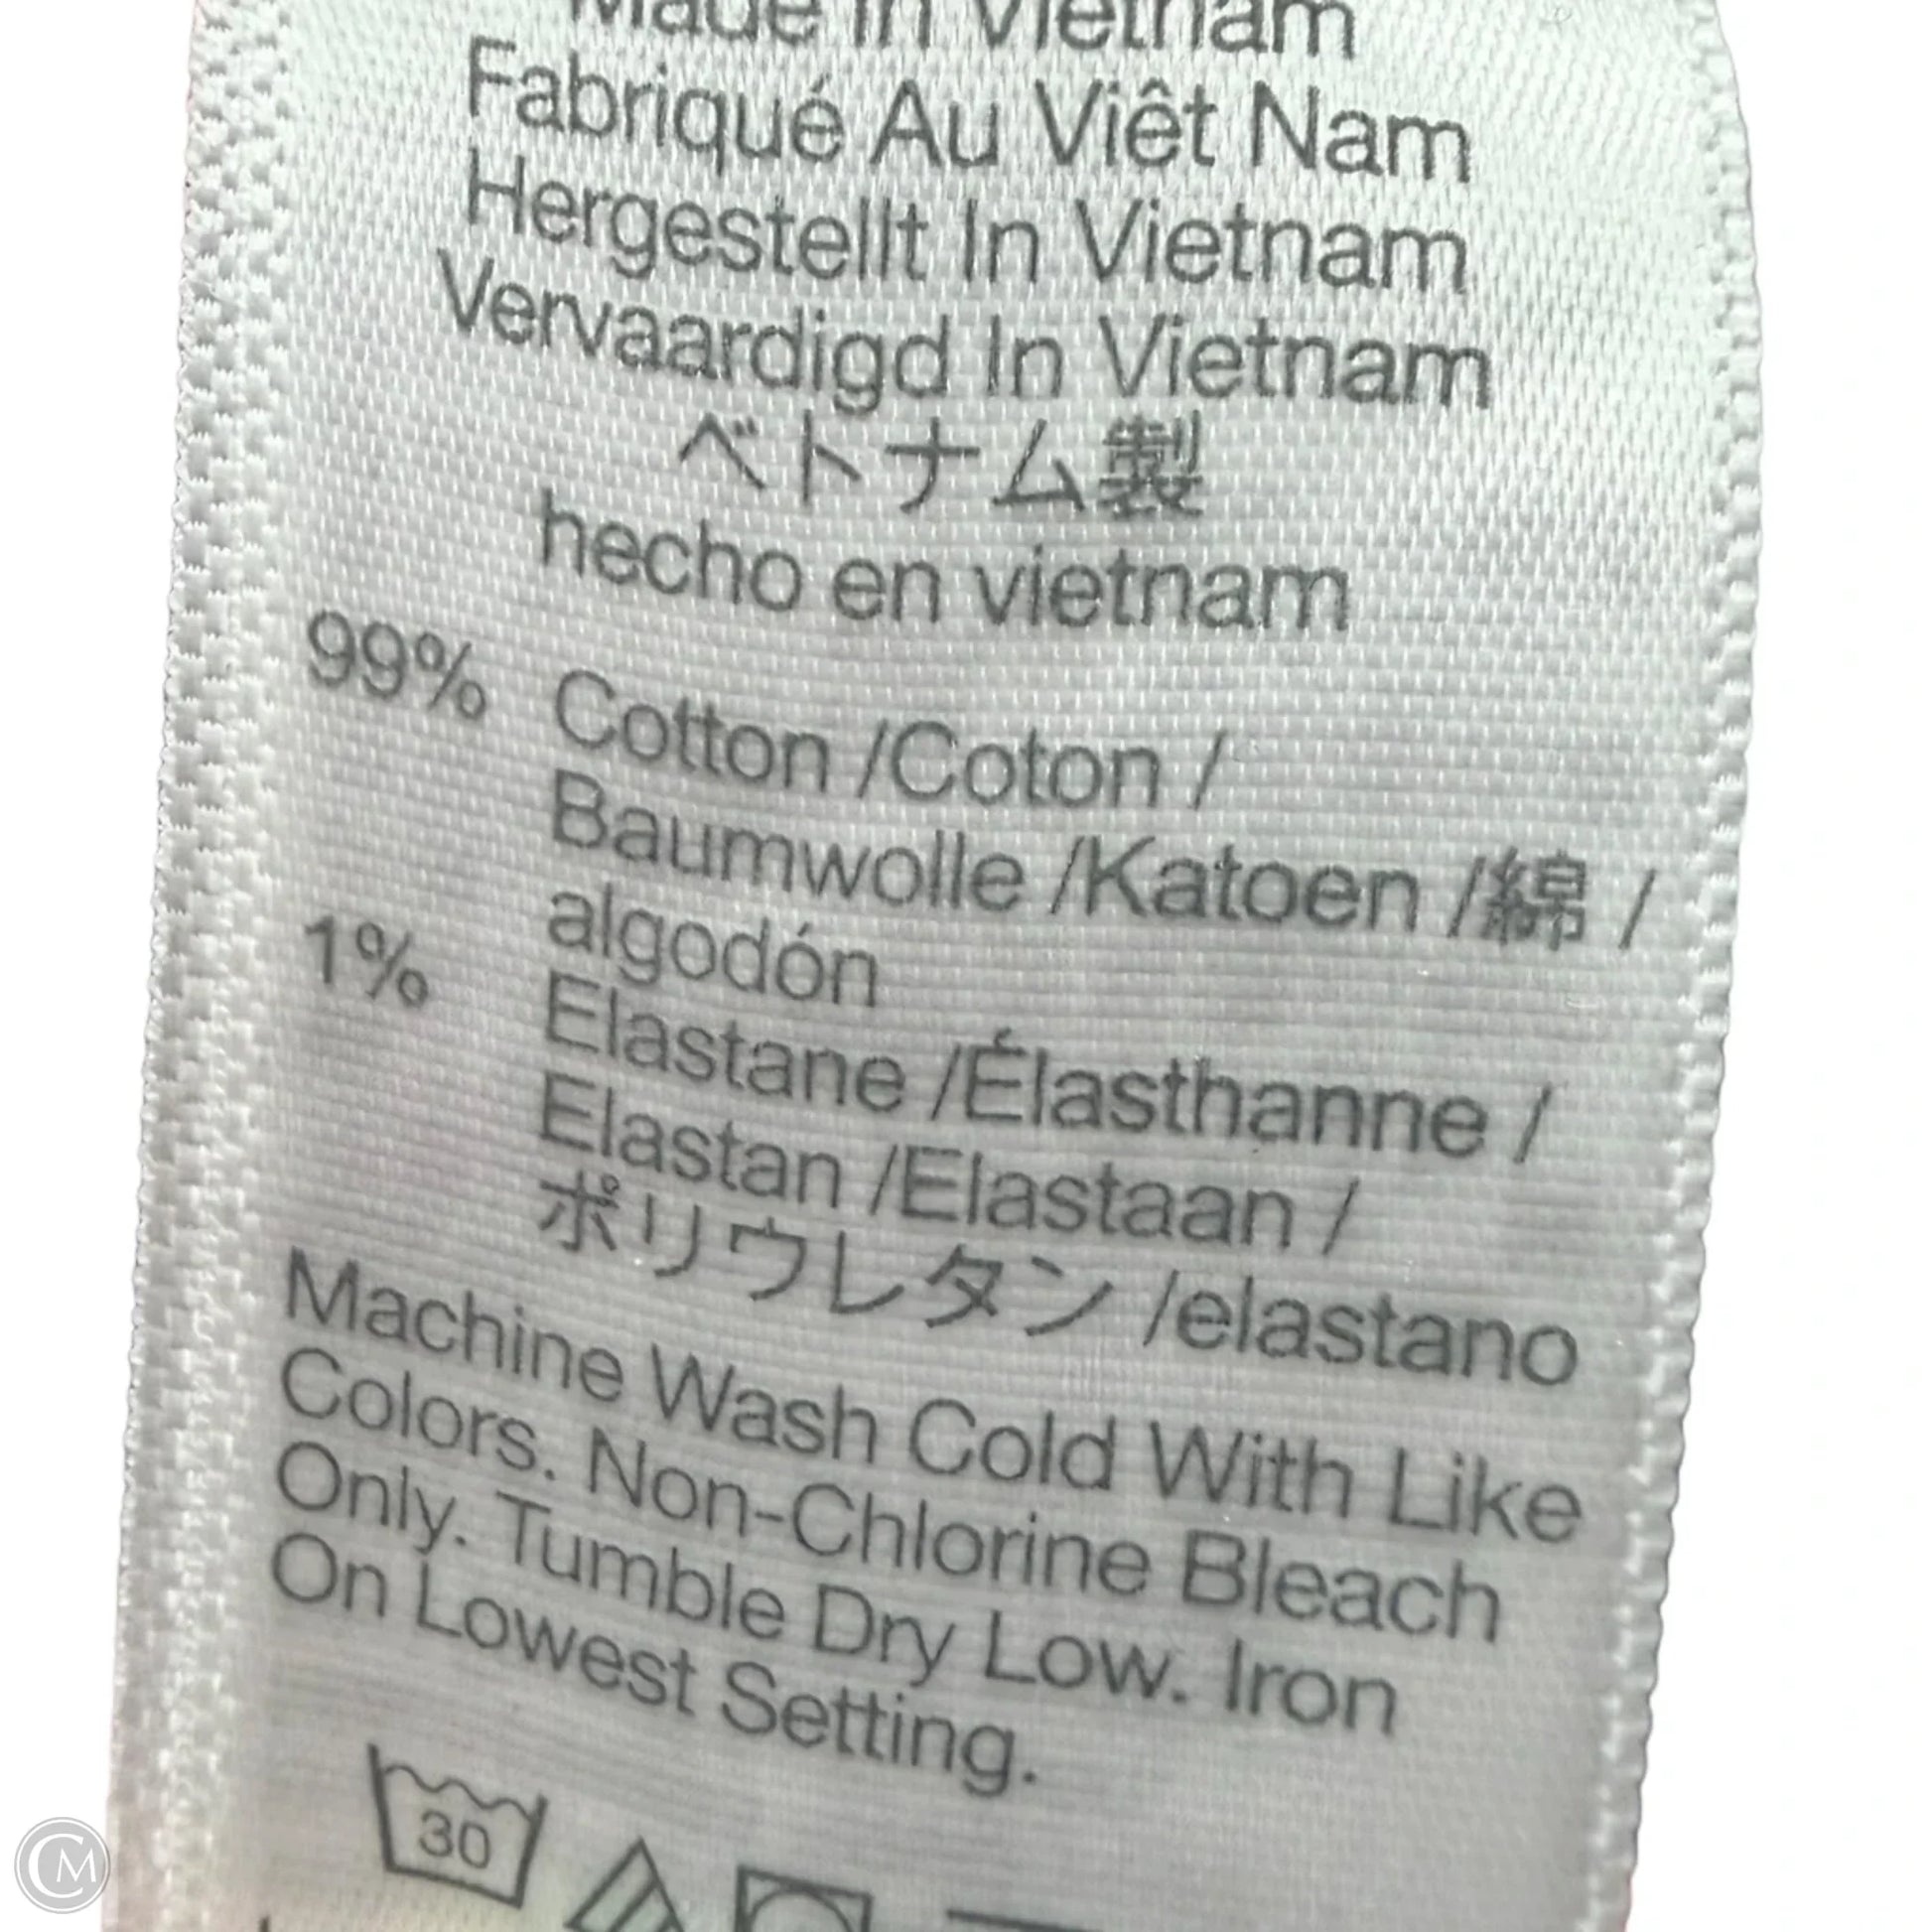 Made In Vietnam
Fabriqué Au Viêt Nam
Hergestellt In Vietnam
Vervaardigd In Vietnam
ベトナム製
hecho en vietnam
99% Cotton /Coton /
Baumwolle /Katoen /綿 /
algodón
1% Elastane /Élasthanne /
Elastan /Elastaan /
ポリウレタン /elastano
Machine Wash Cold With Like
Colors. Non-Chlorine Bleach
Only. Tumble Dry Low. Iron
On Lowest Setting.
30
CM